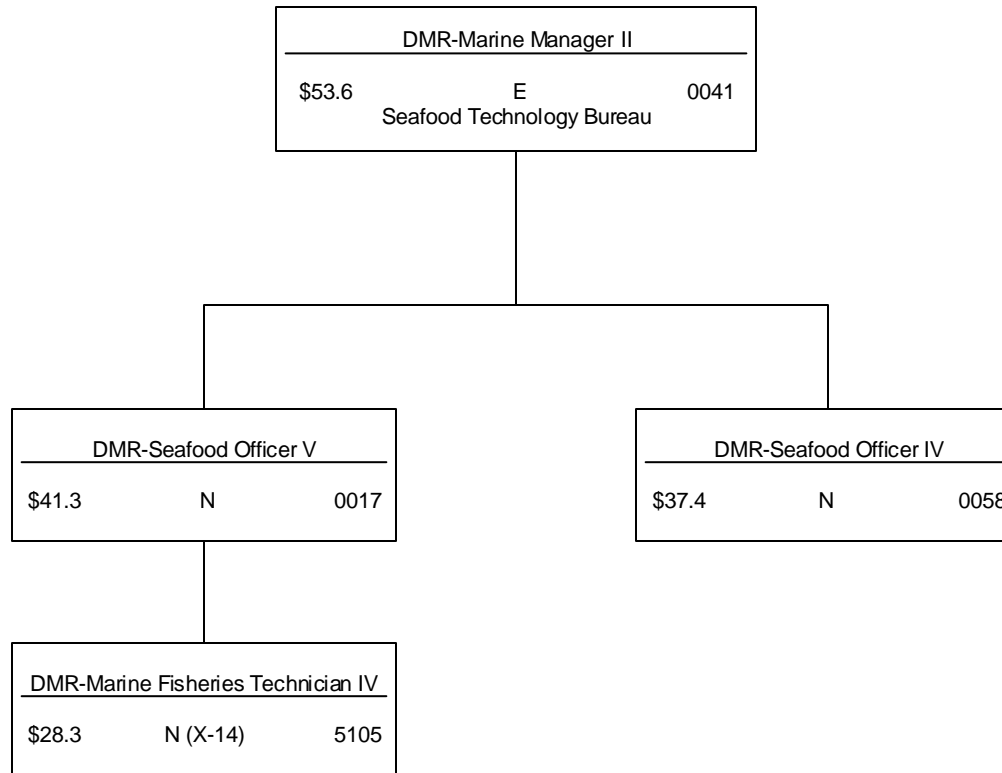 DMR-Marine Manager II
$53.6 E 0041
Seafood Technology Bureau
DMR-Seafood Officer V
$41.3 N 0017
DMR-Seafood Officer IV
$37.4 N 0058
DMR-Marine Fisheries Technician IV
$28.3 N (X-14) 5105